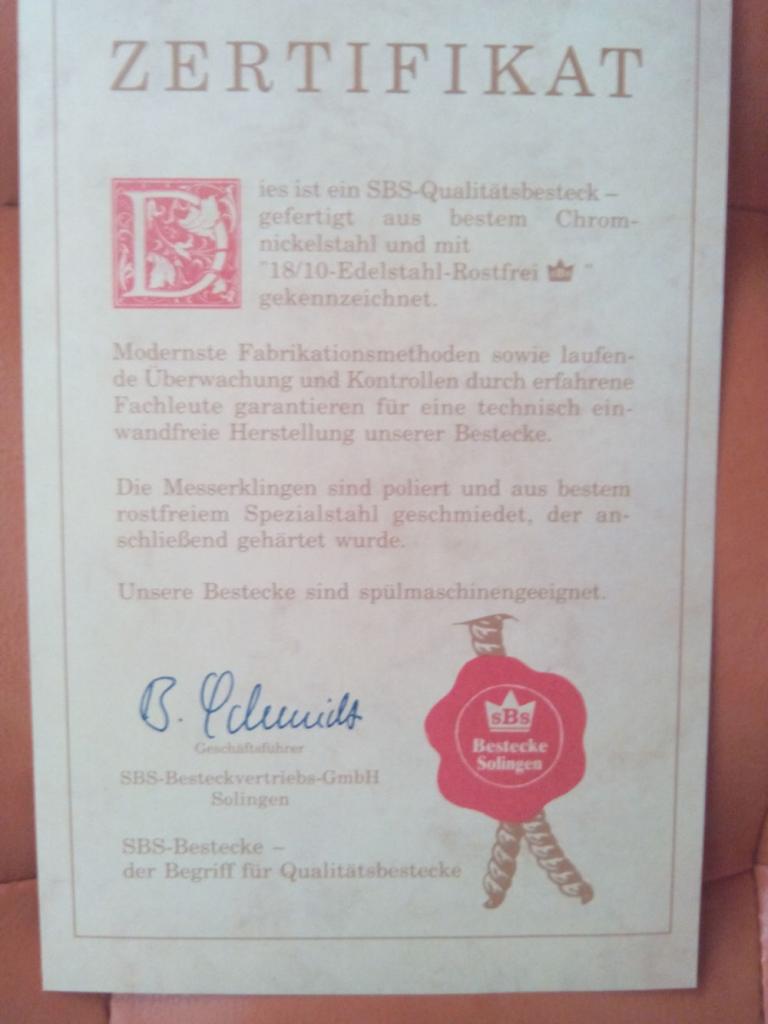 ZERTIFIKAT
Dies ist ein SBS-Qualitätsbesteck –
gefertigt aus bestem Chrom-
nickelstahl und mit
"18/10-Edelstahl-Rostfrei "
gekennzeichnet.
Modernste Fabrikationsmethoden sowie laufen-
de Überwachung und Kontrollen durch erfahrene
Fachleute garantieren für eine technisch ein-
wandfreie Herstellung unserer Bestecke.
Die Messerklingen sind poliert und aus bestem
rostfreiem Spezialstahl geschmiedet, der an-
schließend gehärtet wurde.
Unsere Bestecke sind spülmaschinengeeignet.
B. Schmidt
Geschäftsführer
SBS-Besteckvertriebs-GmbH
Solingen
SBS-Bestecke –
der Begriff für Qualitätsbestecke
sBs
Bestecke
Solingen